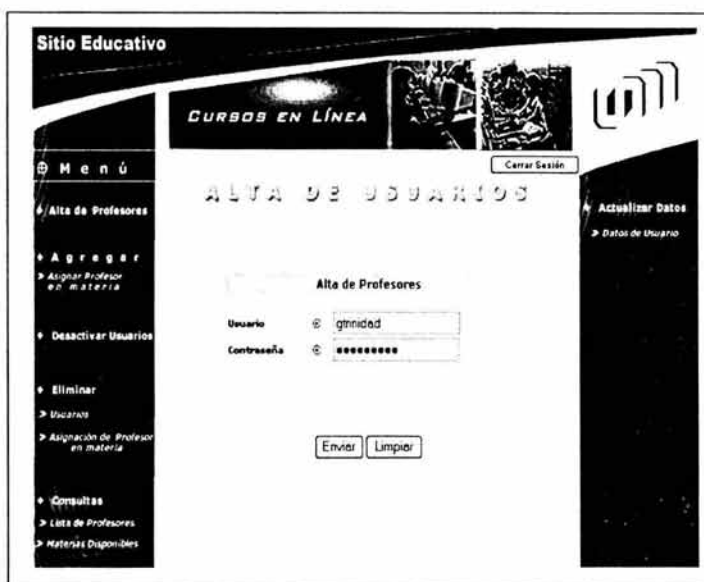 Sitio Educativo
CURSOS EN LÍNEA
Cerrar Sesión
Menú
ALTA DE USUARIOS
Alta de Profesores
Actualizar Datos
> Datos de Usuario
Agregar
> Asignar Profesor
en materia
Alta de Profesores
Usuario gtrinidad
Contraseña •••••••••
Desactivar Usuarios
Eliminar
> Usuarios
> Asignación de Profesor
en materia
Enviar Limpiar
Consultas
> Lista de Profesores
> Materias Disponibles